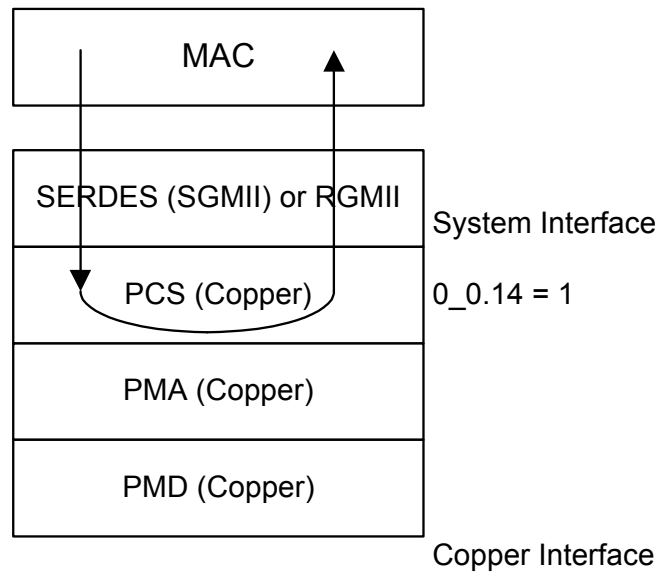 MAC
SERDES (SGMII) or RGMII
System Interface
PCS (Copper)
0_0.14 = 1
PMA (Copper)
PMD (Copper)
Copper Interface